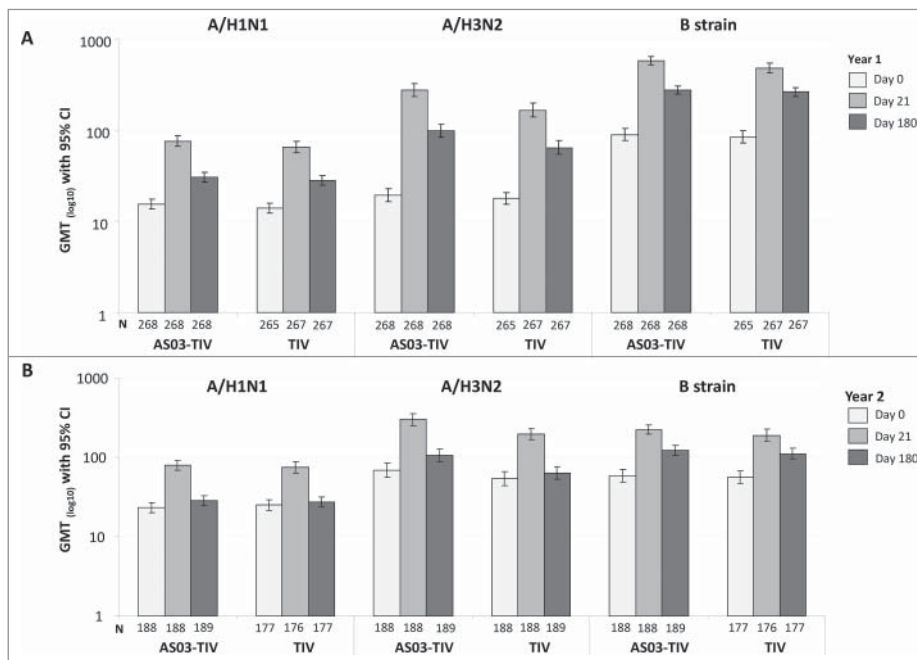 A
A/H1N1 A/H3N2 B strain
1000
100
10
1
GMT (log10) with 95% CI
Year 1
Day 0
Day 21
Day 180
N 268 268 268 265 267 267 268 268 268 265 267 267 268 268 268 265 267 267
AS03-TIV TIV AS03-TIV TIV AS03-TIV TIV
B
A/H1N1 A/H3N2 B strain
1000
100
10
1
GMT (log10) with 95% CI
Year 2
Day 0
Day 21
Day 180
N 188 188 189 177 176 177 188 188 189 188 188 189 188 188 189 177 176 177
AS03-TIV TIV AS03-TIV TIV AS03-TIV TIV